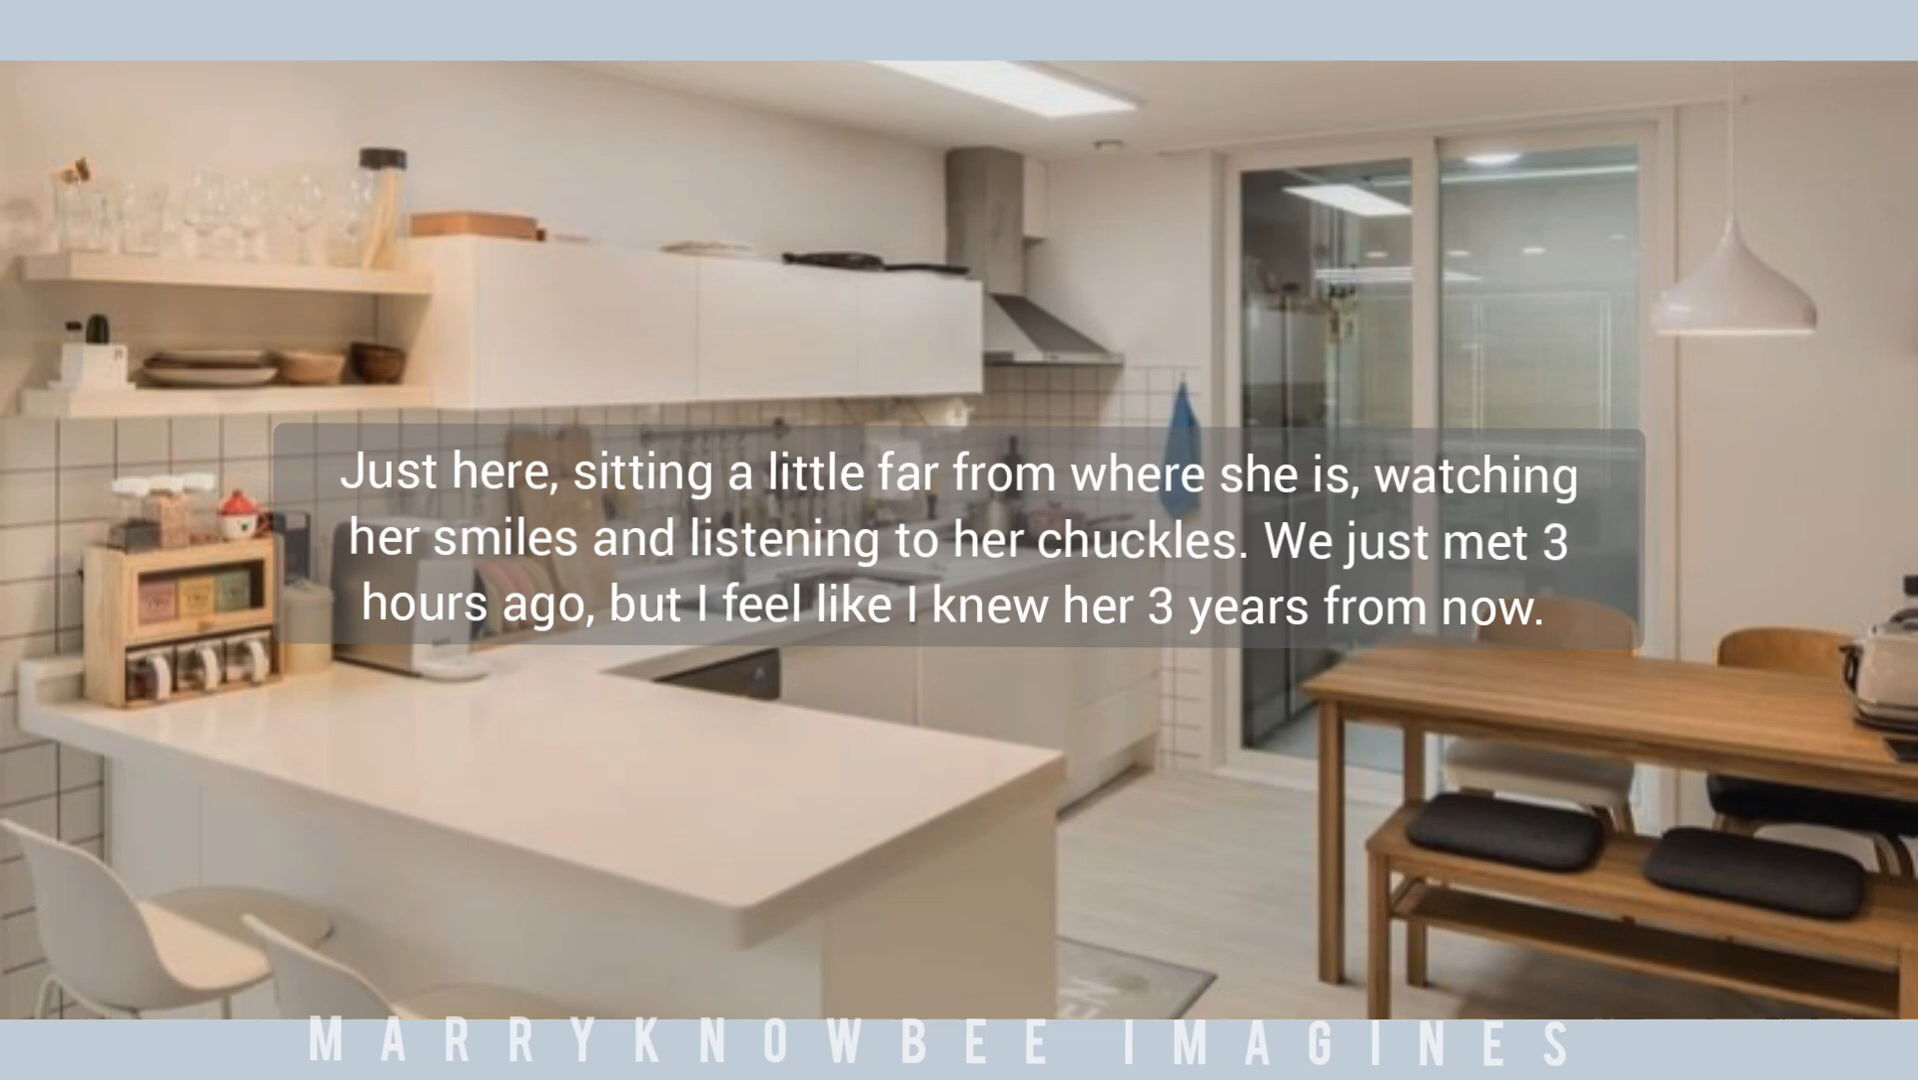 Just here, sitting a little far from where she is, watching
her smiles and listening to her chuckles. We just met 3
hours ago, but I feel like I knew her 3 years from now.
MARRYKNOWBEE IMAGINES